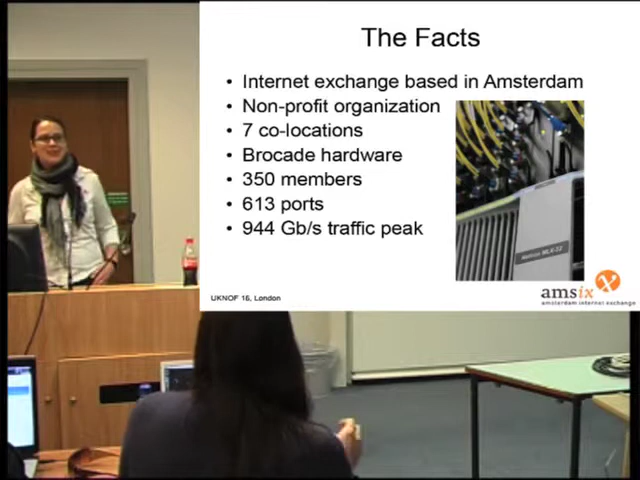 The Facts
• Internet exchange based in Amsterdam
• Non-profit organization
• 7 co-locations
• Brocade hardware
• 350 members
• 613 ports
• 944 Gb/s traffic peak
amsix
amsterdam internet exchange
UKNOF 16, London